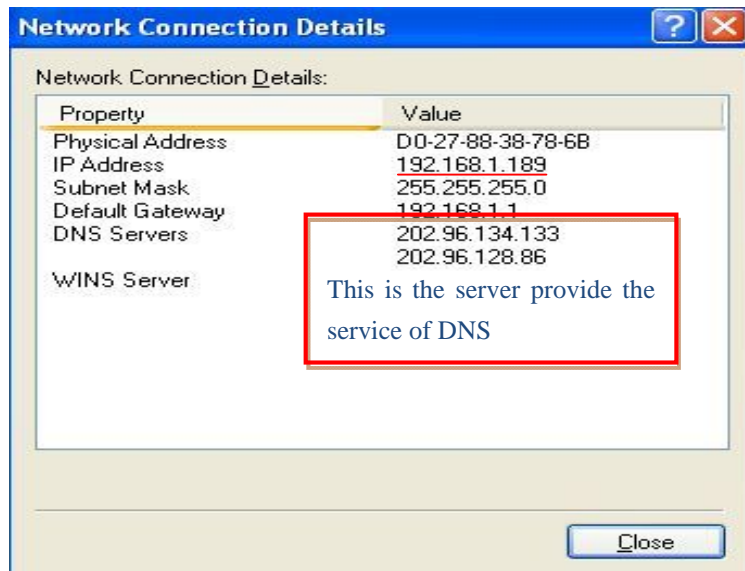 Network Connection Details
Network Connection Details:
Property Value
Physical Address D0-27-88-38-78-6B
IP Address 192.168.1.189
Subnet Mask 255.255.255.0
Default Gateway 192.168.1.1
DNS Servers 202.96.134.133
202.96.128.86
WINS Server
This is the server provide the
service of DNS
Close